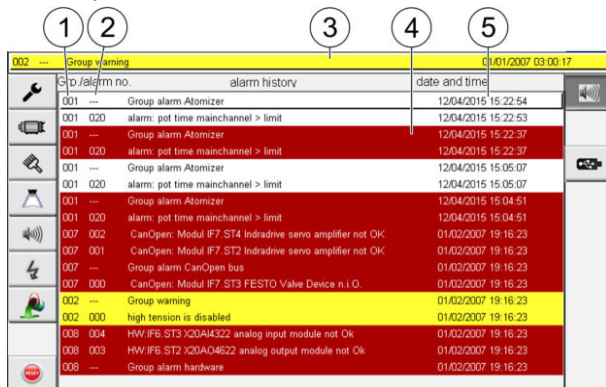 1 2 3 4 5
002 --- Group warning 01/01/2007 03:00:17
Grp./alarm no. alarm history date and time
001 --- Group alarm Atomizer 12/04/2015 15:22:54
001 020 alarm: pot time mainchannel > limit 12/04/2015 15:22:53
001 --- Group alarm Atomizer 12/04/2015 15:22:37
001 020 alarm: pot time mainchannel > limit 12/04/2015 15:22:37
001 --- Group alarm Atomizer 12/04/2015 15:05:07
001 020 alarm: pot time mainchannel > limit 12/04/2015 15:05:07
001 --- Group alarm Atomizer 12/04/2015 15:04:51
001 020 alarm: pot time mainchannel > limit 12/04/2015 15:04:51
007 002 CanOpen: Modul IF7.ST4 Indradrive servo amplifier not OK 01/02/2007 19:16:23
007 001 CanOpen: Modul IF7.ST2 Indradrive servo amplifier not OK 01/02/2007 19:16:23
007 --- Group alarm CanOpen bus 01/02/2007 19:16:23
007 000 CanOpen: Modul IF7.ST3 FESTO Valve Device n.i.O. 01/02/2007 19:16:23
002 --- Group warning 01/02/2007 19:16:23
002 000 high tension is disabled 01/02/2007 19:16:23
008 004 HW:IF6.ST3 X20AI4322 analog input module not Ok 01/02/2007 19:16:23
008 003 HW:IF6.ST2 X20AO4622 analog output module not Ok 01/02/2007 19:16:23
008 --- Group alarm hardware 01/02/2007 19:16:23
RESET